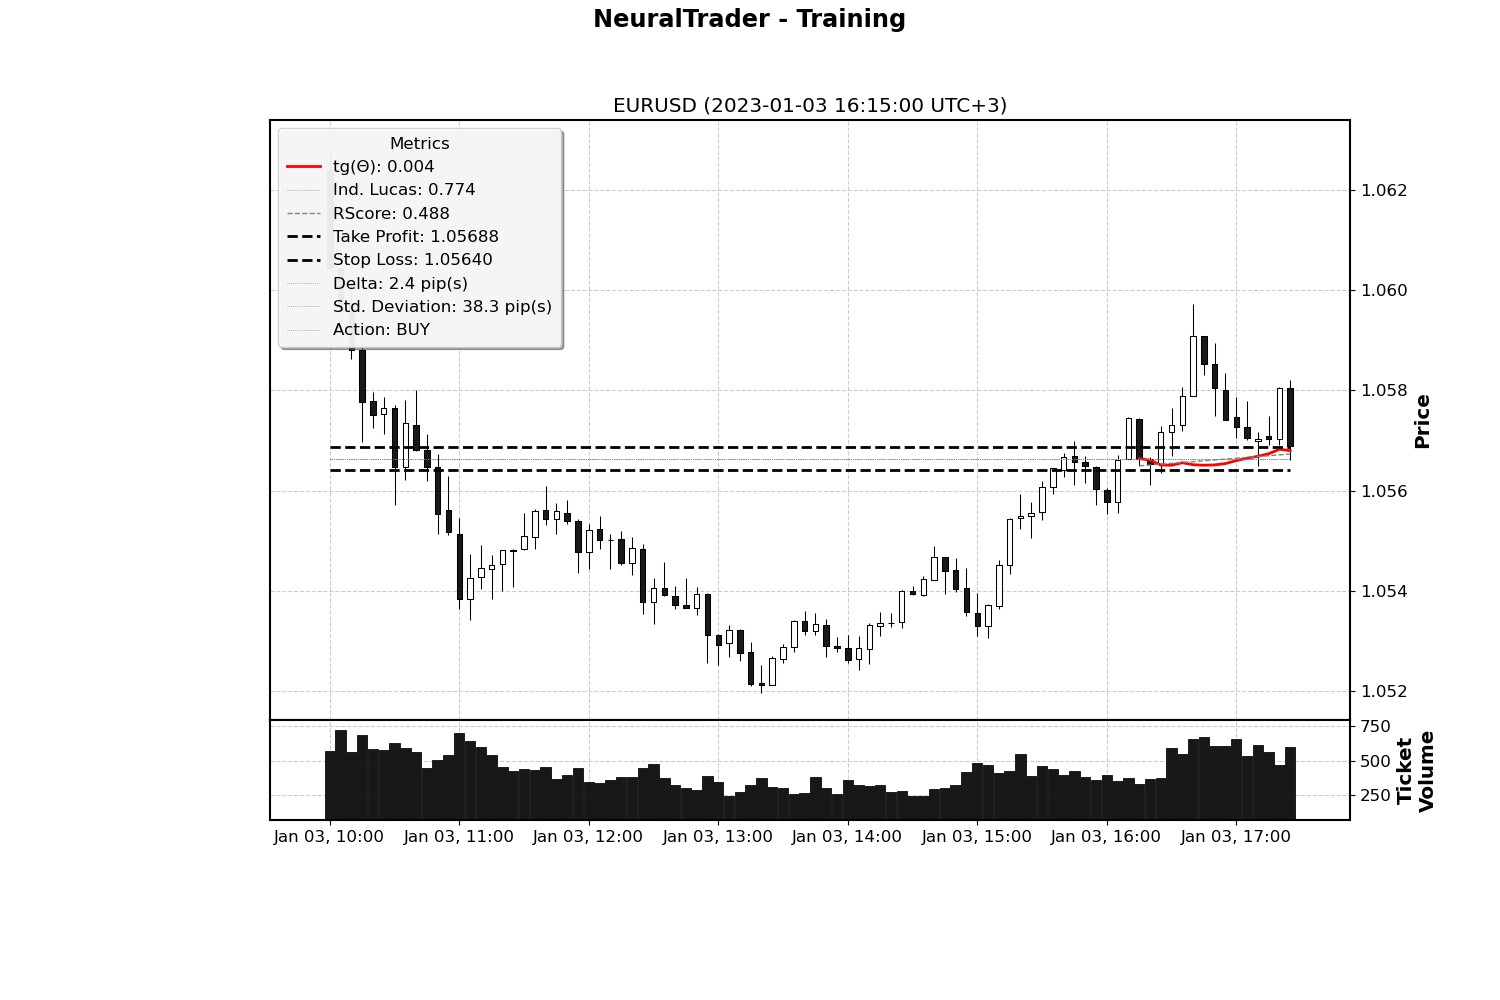 NeuralTrader - Training
EURUSD (2023-01-03 16:15:00 UTC+3)
Metrics
tg(Θ): 0.004
Ind. Lucas: 0.774
RScore: 0.488
Take Profit: 1.05688
Stop Loss: 1.05640
Delta: 2.4 pip(s)
Std. Deviation: 38.3 pip(s)
Action: BUY
1.062
1.060
1.058
1.056
1.054
1.052
Price
750
500
250
Ticket
Volume
Jan 03, 10:00 Jan 03, 11:00 Jan 03, 12:00 Jan 03, 13:00 Jan 03, 14:00 Jan 03, 15:00 Jan 03, 16:00 Jan 03, 17:00